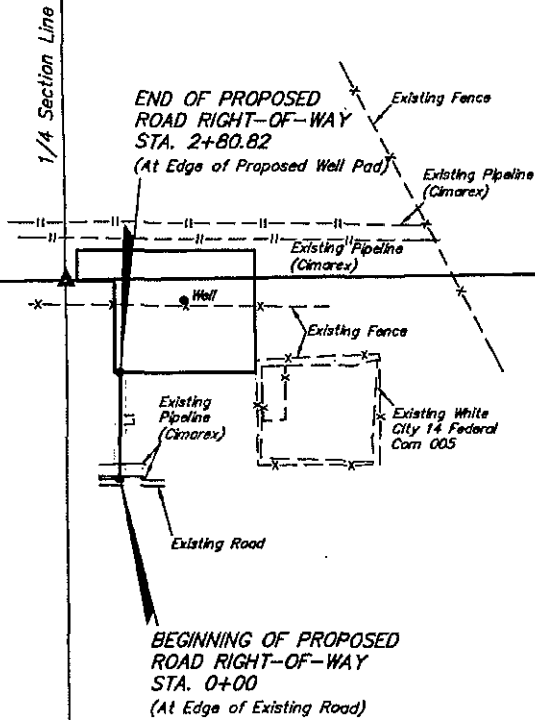 1/4 Section Line
END OF PROPOSED
ROAD RIGHT-OF-WAY
STA. 2+80.82
(At Edge of Proposed Well Pad)
Existing Fence
Existing Pipeline
(Cimarex)
Existing Pipeline
(Cimarex)
Well
Existing Fence
Existing
Pipeline
(Cimarex)
L1
Existing White
City 14 Federal
Com 005
Existing Road
BEGINNING OF PROPOSED
ROAD RIGHT-OF-WAY
STA. 0+00
(At Edge of Existing Road)